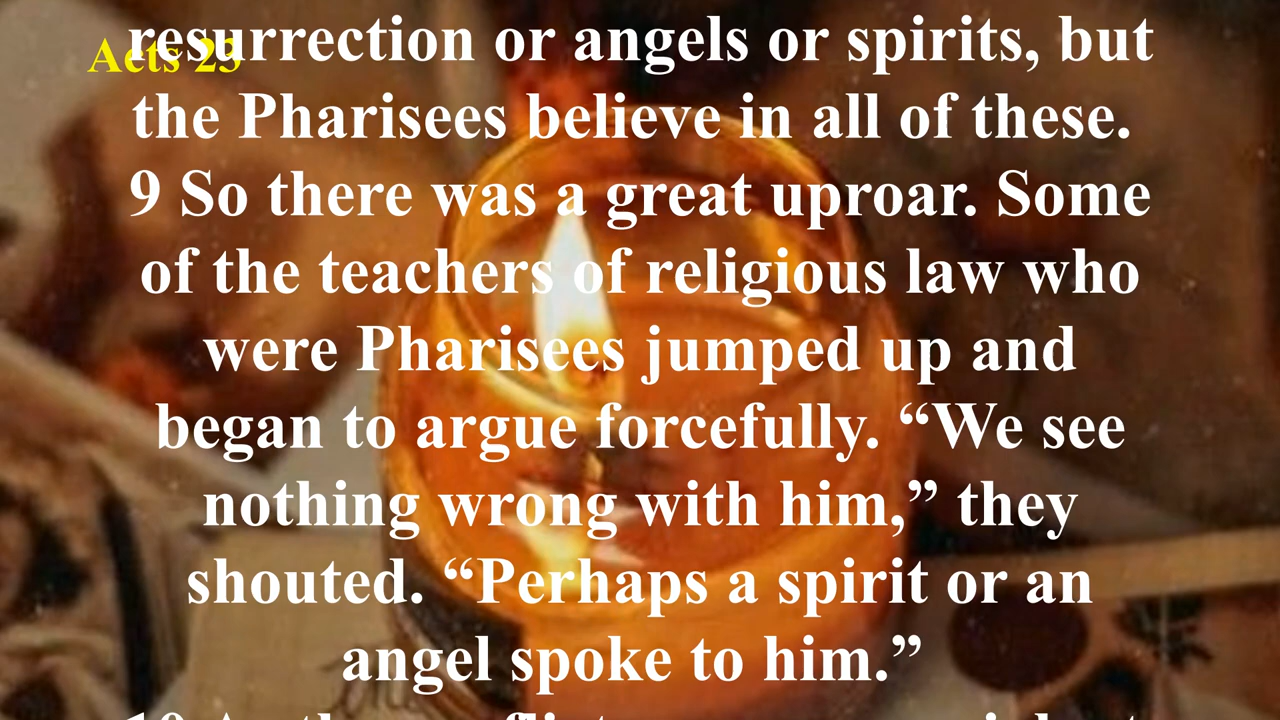 Acts 23
resurrection or angels or spirits, but
the Pharisees believe in all of these.
9 So there was a great uproar. Some
of the teachers of religious law who
were Pharisees jumped up and
began to argue forcefully. “We see
nothing wrong with him,” they
shouted. “Perhaps a spirit or an
angel spoke to him.”